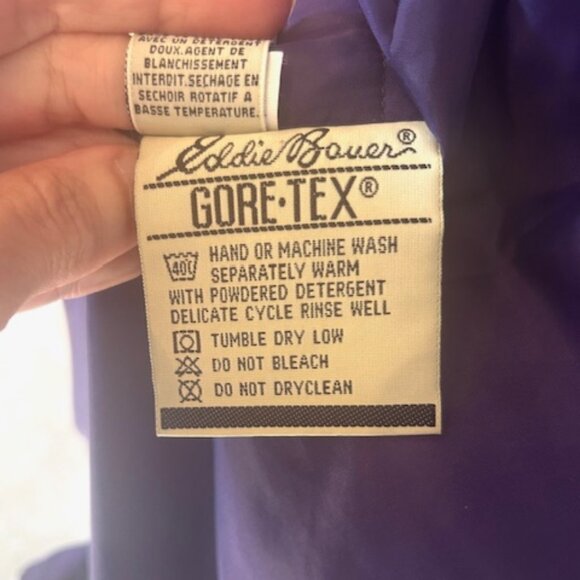 AVEC UN DETERGENT
DOUX.AGENT DE
BLANCHISSEMENT
INTERDIT.SECHAGE EN
SECHOIR ROTATIF A
BASSE TEMPERATURE.
Eddie Bauer®
GORE·TEX®
40C HAND OR MACHINE WASH
SEPARATELY WARM
WITH POWDERED DETERGENT
DELICATE CYCLE RINSE WELL
TUMBLE DRY LOW
DO NOT BLEACH
DO NOT DRYCLEAN